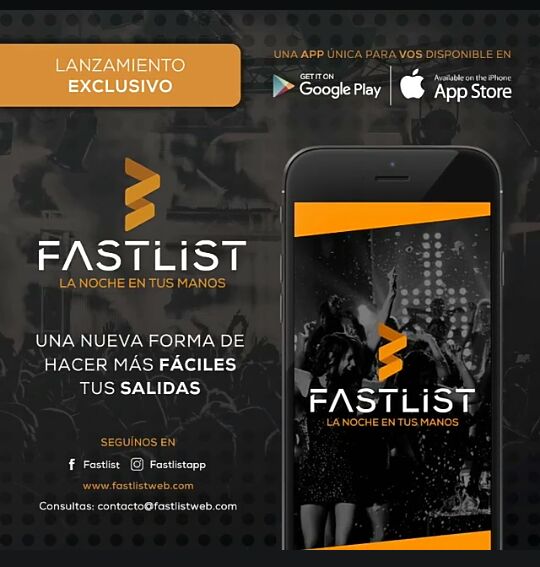 LANZAMIENTO
EXCLUSIVO
UNA APP ÚNICA PARA VOS DISPONIBLE EN
GET IT ON
Google Play
Available on the iPhone
App Store
FASTLiST
LA NOCHE EN TUS MANOS
UNA NUEVA FORMA DE
HACER MÁS FÁCILES
TUS SALIDAS
SEGUÍNOS EN
f Fastlist Fastlistapp
www.fastlistweb.com
Consultas: contacto@fastlistweb.com
FASTLiST
LA NOCHE EN TUS MANOS